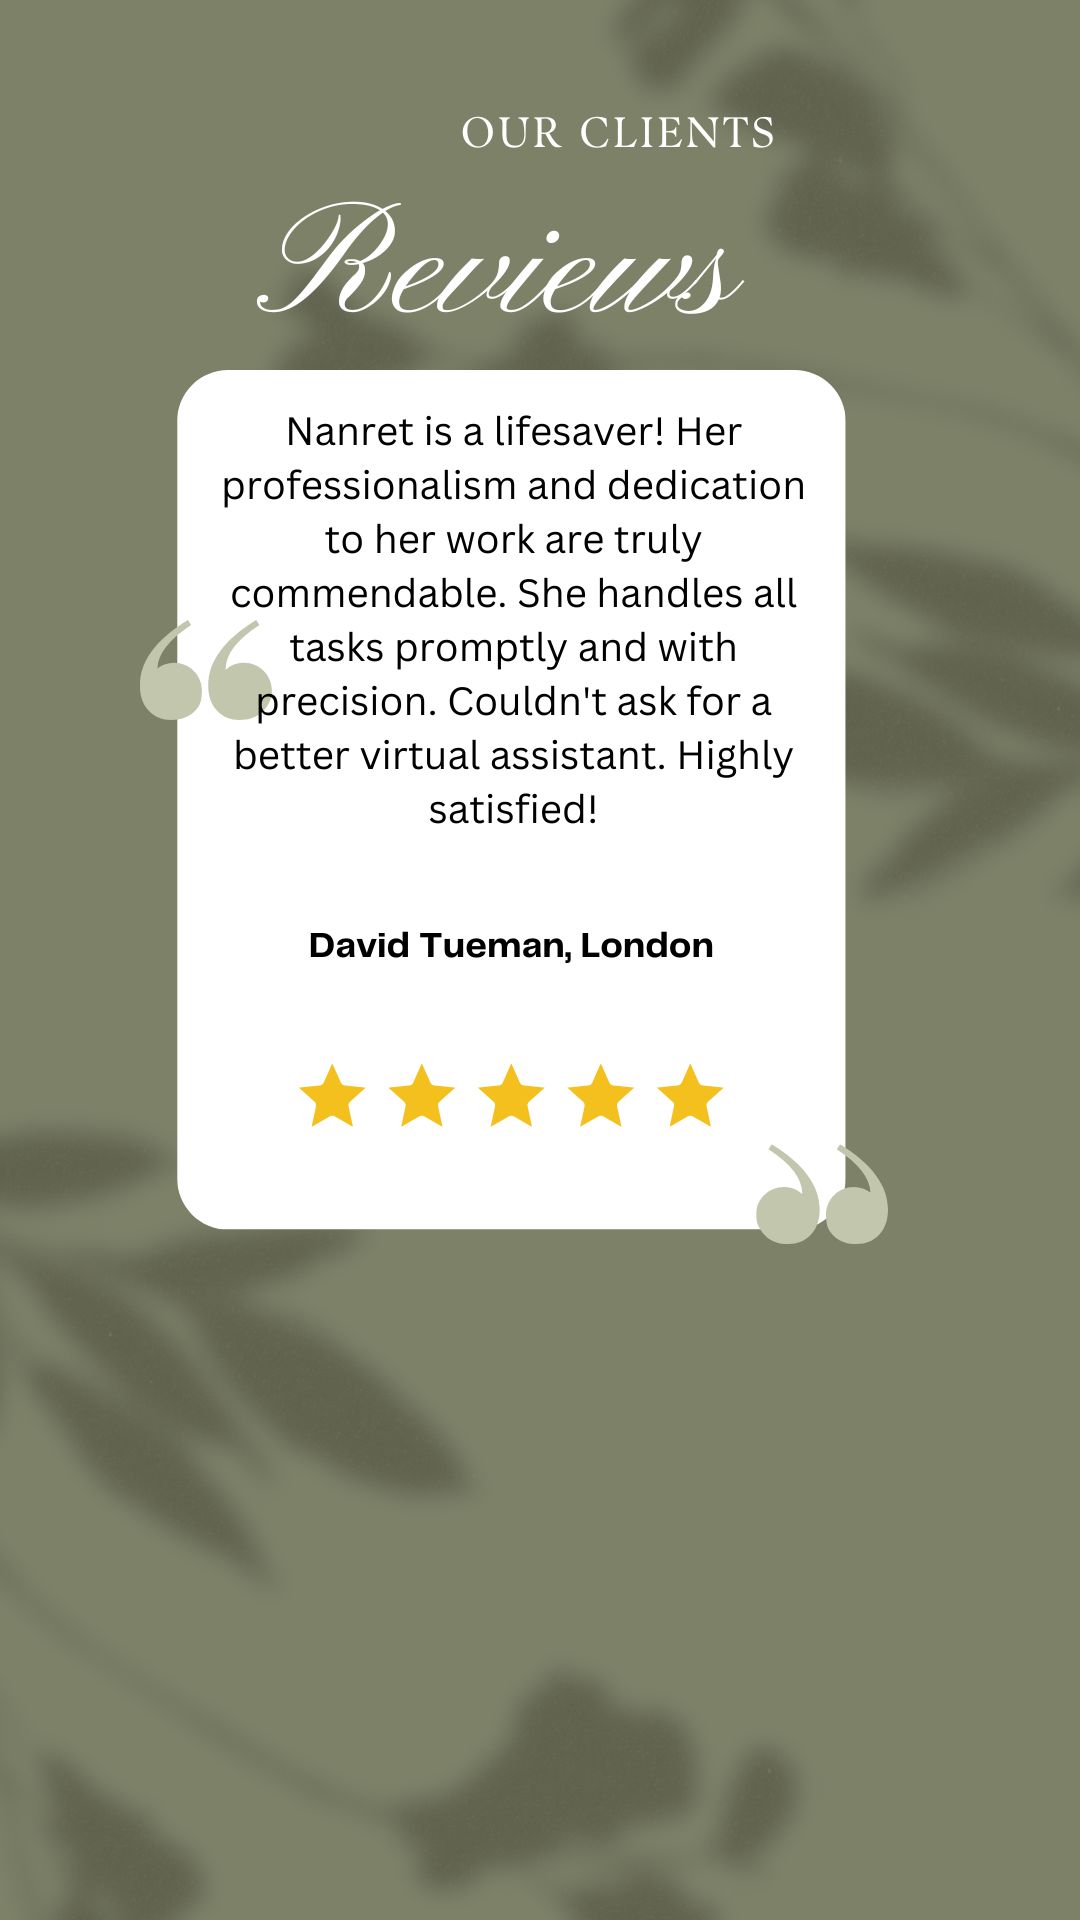 OUR CLIENTS
Reviews
Nanret is a lifesaver! Her
professionalism and dedication
to her work are truly
commendable. She handles all
tasks promptly and with
precision. Couldn't ask for a
better virtual assistant. Highly
satisfied!
David Tueman, London